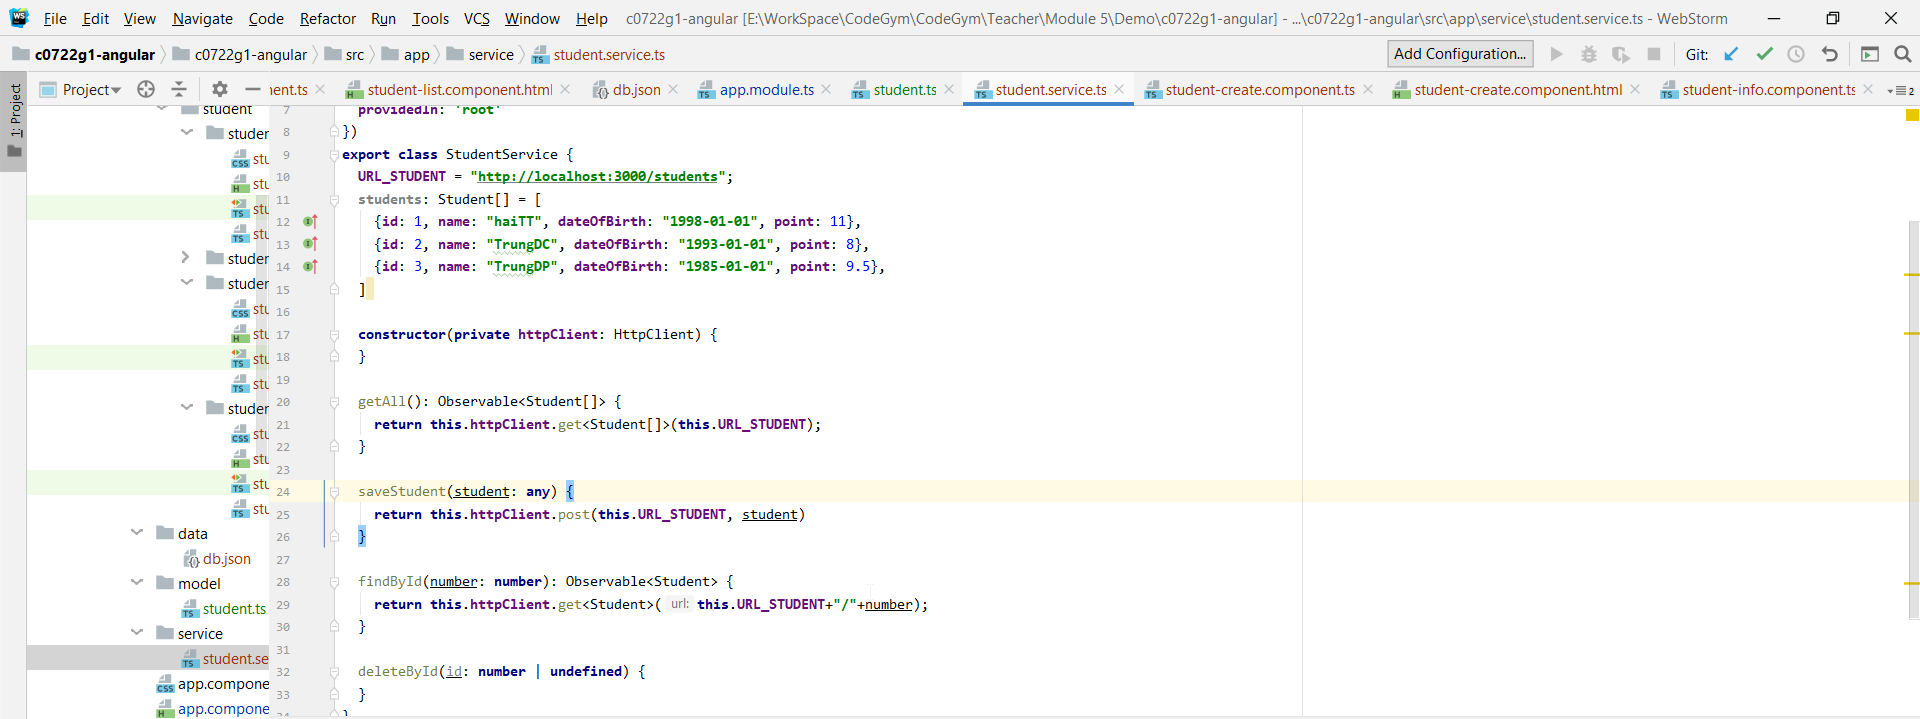 File Edit View Navigate Code Refactor Run Tools VCS Window Help c0722g1-angular [E:\WorkSpace\CodeGym\CodeGym\Teacher\Module 5\Demo\c0722g1-angular] - ...\c0722g1-angular\src\app\service\student.service.ts - WebStorm
c0722g1-angular c0722g1-angular src app service student.service.ts Add Configuration... Git:
1: Project
Project nent.ts student-list.component.html db.json app.module.ts student.ts student.service.ts student-create.component.ts student-create.component.html student-info.component.ts 2
student
studer
stu
stu
stu
stu
studer
studer
stu
stu
stu
stu
studer
stu
stu
stu
stu
data
db.json
model
student.ts
service
student.se
app.compone
app.compone
7 providedIn: 'root'
8 })
9 export class StudentService {
10 URL_STUDENT = "http://localhost:3000/students";
11 students: Student[] = [
12 {id: 1, name: "haiTT", dateOfBirth: "1998-01-01", point: 11},
13 {id: 2, name: "TrungDC", dateOfBirth: "1993-01-01", point: 8},
14 {id: 3, name: "TrungDP", dateOfBirth: "1985-01-01", point: 9.5},
15 ]
16
17 constructor(private httpClient: HttpClient) {
18 }
19
20 getAll(): Observable<Student[]> {
21 return this.httpClient.get<Student[]>(this.URL_STUDENT);
22 }
23
24 saveStudent(student: any) {
25 return this.httpClient.post(this.URL_STUDENT, student)
26 }
27
28 findById(number: number): Observable<Student> {
29 return this.httpClient.get<Student>( url: this.URL_STUDENT+"/"+number);
30 }
31
32 deleteById(id: number | undefined) {
33 }
34 }